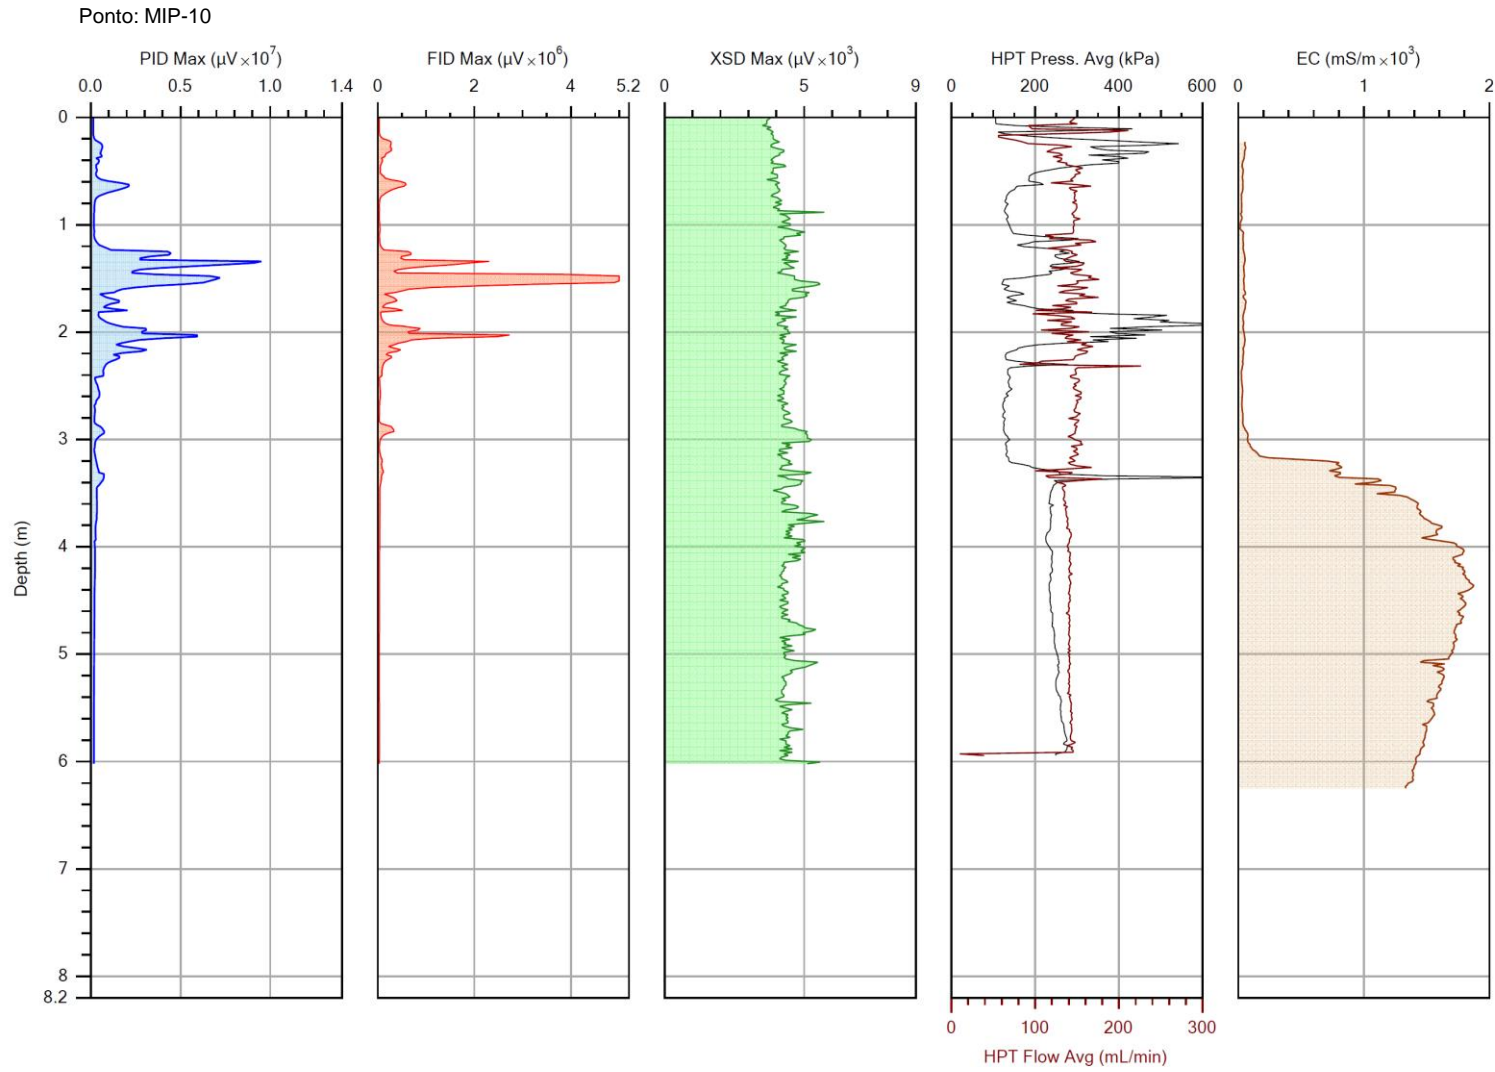 Ponto: MIP-10
PID Max (µV ×10⁷) FID Max (µV ×10⁶) XSD Max (µV ×10³) HPT Press. Avg (kPa) EC (mS/m ×10³)
0.0 0.5 1.0 1.4 0 2 4 5.2 0 5 9 0 200 400 600 0 1 2
0
1
2
3
4
5
6
7
8
8.2
Depth (m)
0 100 200 300
HPT Flow Avg (mL/min)